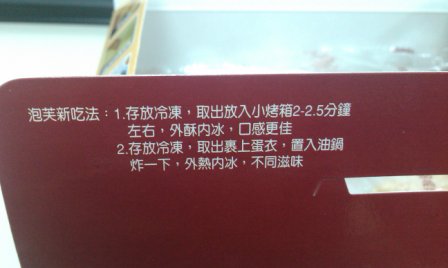 泡芙新吃法：1.存放冷凍，取出放入小烤箱2-2.5分鐘
左右，外酥內冰，口感更佳
2.存放冷凍，取出裹上蛋衣，置入油鍋
炸一下，外熱內冰，不同滋味